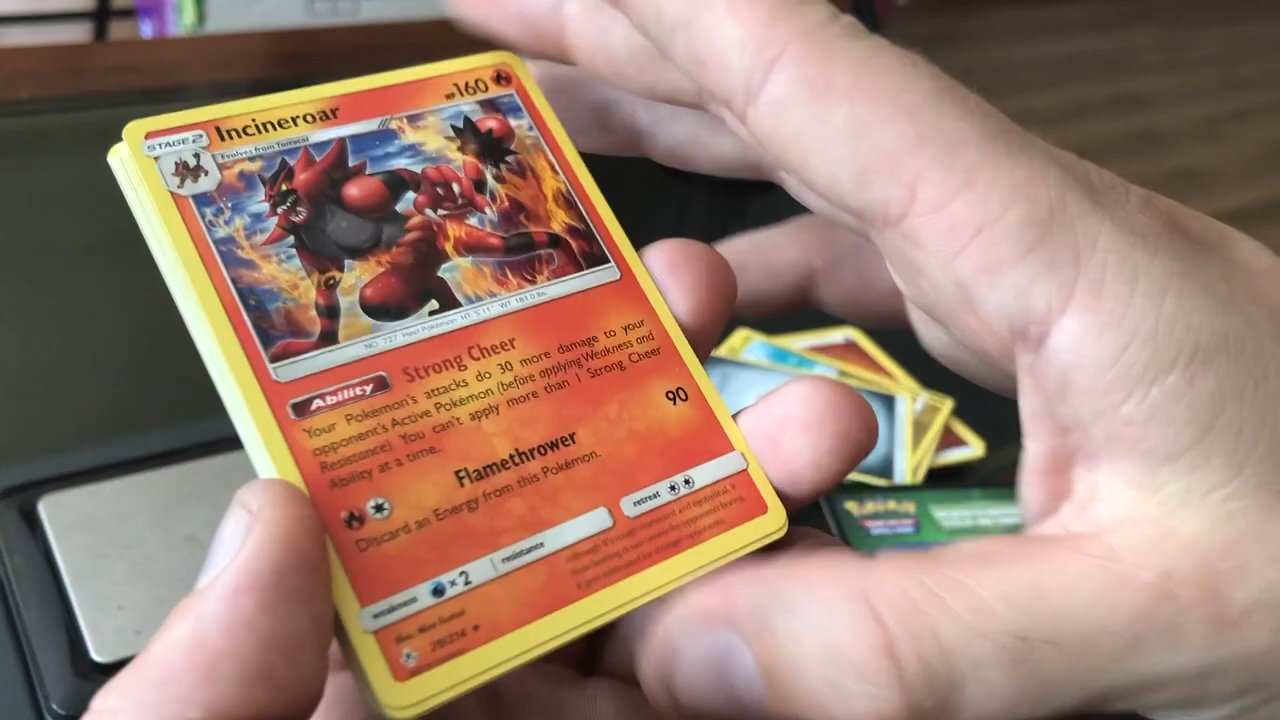 STAGE 2
Incineroar
HP160
Evolves from Torracat
NO. 727 Heel Pokémon HT: 5'11" WT: 183.0 lbs.
Ability
Strong Cheer
Your Pokémon's attacks do 30 more damage to your
opponent's Active Pokémon (before applying Weakness and
Resistance). You can't apply more than 1 Strong Cheer
Ability at a time.
Flamethrower
90
Discard an Energy from this Pokémon.
weakness
×2
resistance
retreat
29/214
POKéMON